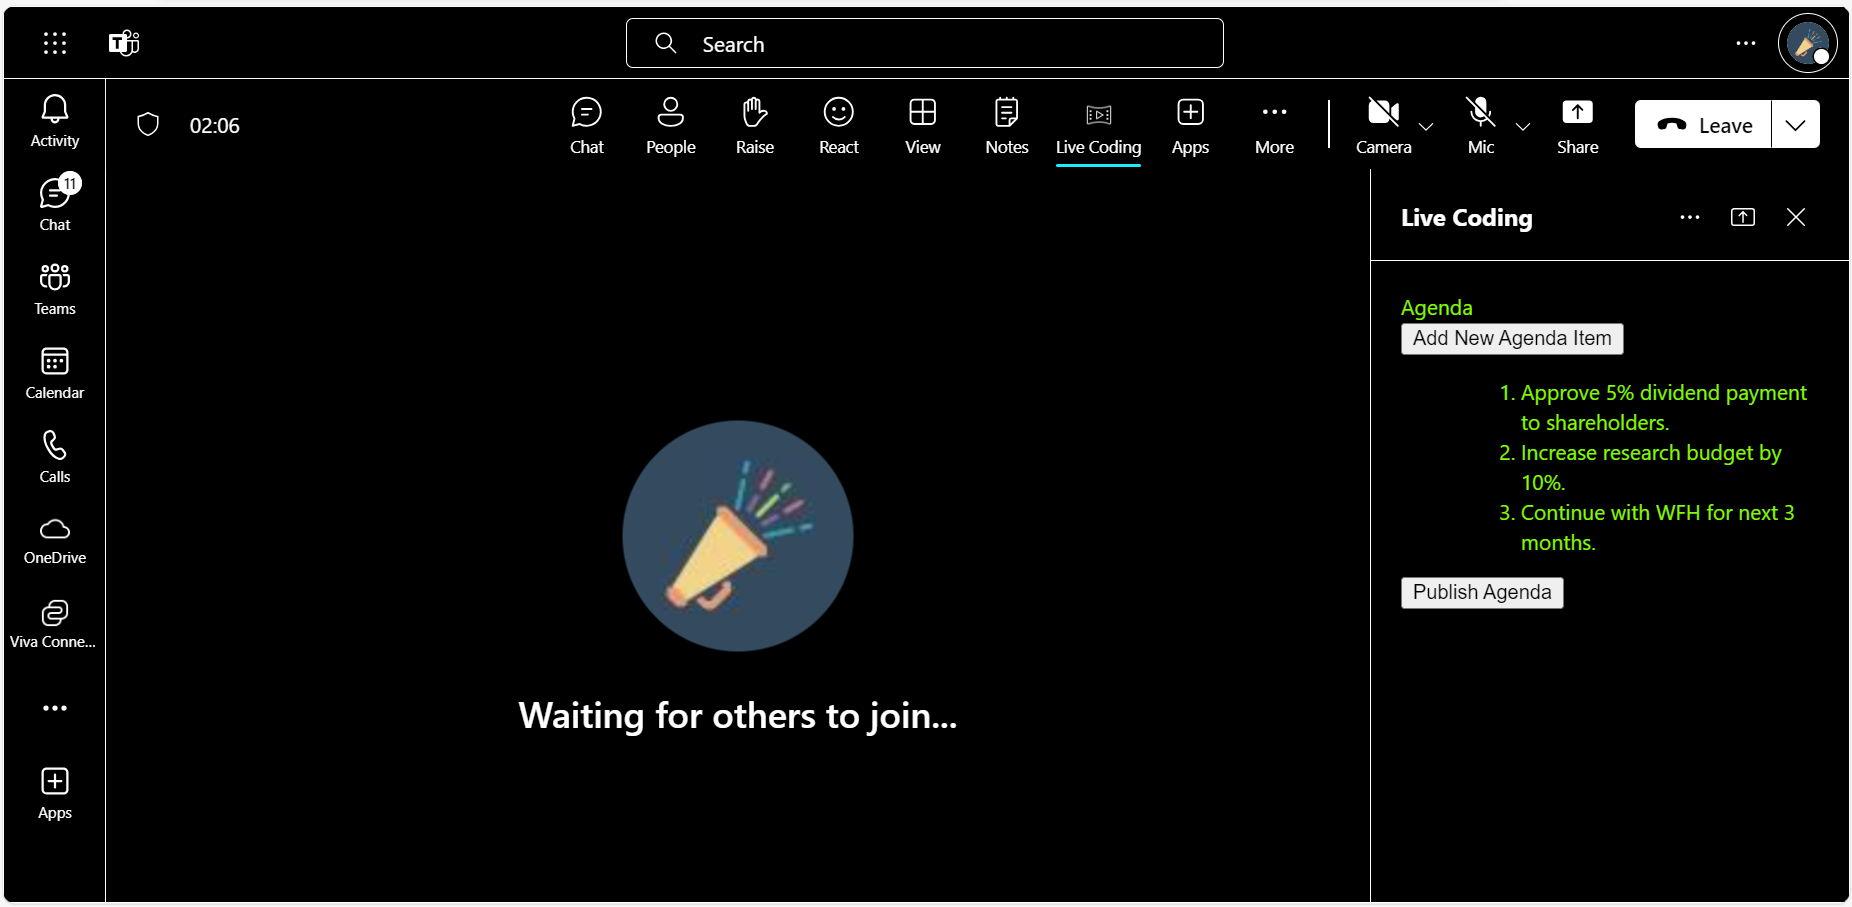 Search
Activity
11
Chat
Teams
Calendar
Calls
OneDrive
Viva Conne...
Apps
02:06
Chat
People
Raise
React
View
Notes
Live Coding
Apps
More
Camera
Mic
Share
Leave
Waiting for others to join...
Live Coding
Agenda
Add New Agenda Item
1. Approve 5% dividend payment
to shareholders.
2. Increase research budget by
10%.
3. Continue with WFH for next 3
months.
Publish Agenda